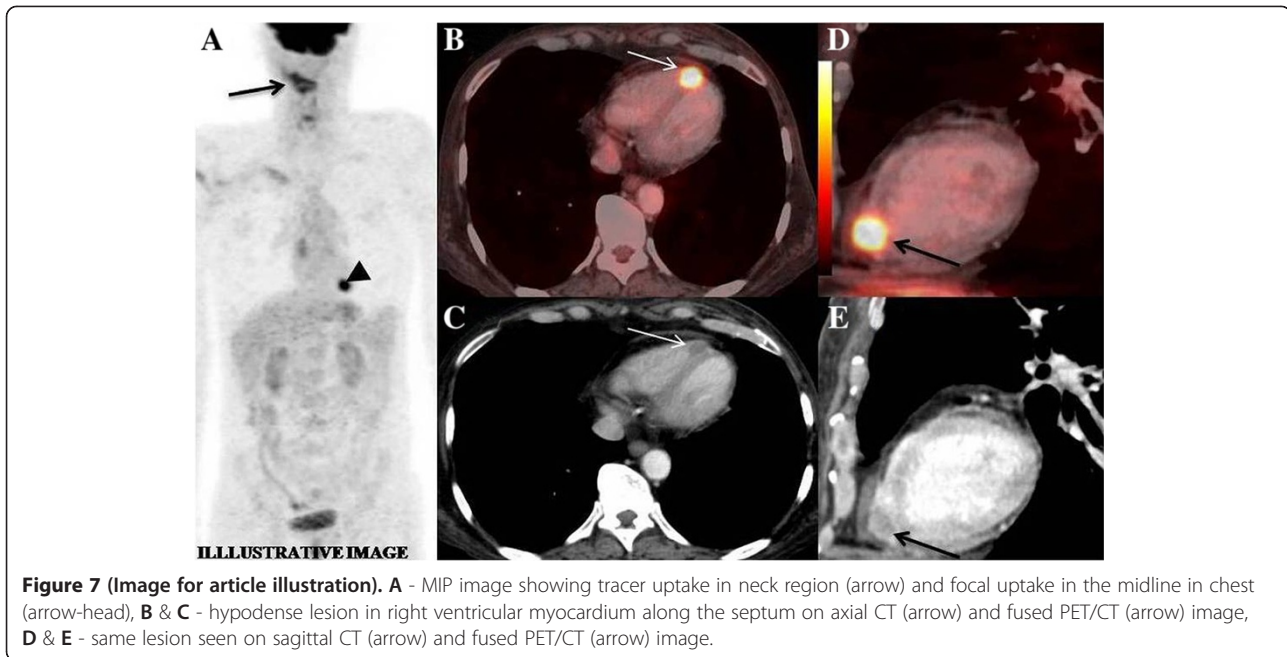 A
B
D
C
E
ILLLUSTRATIVE IMAGE
Figure 7 (Image for article illustration). A - MIP image showing tracer uptake in neck region (arrow) and focal uptake in the midline in chest
(arrow-head), B & C - hypodense lesion in right ventricular myocardium along the septum on axial CT (arrow) and fused PET/CT (arrow) image,
D & E - same lesion seen on sagittal CT (arrow) and fused PET/CT (arrow) image.